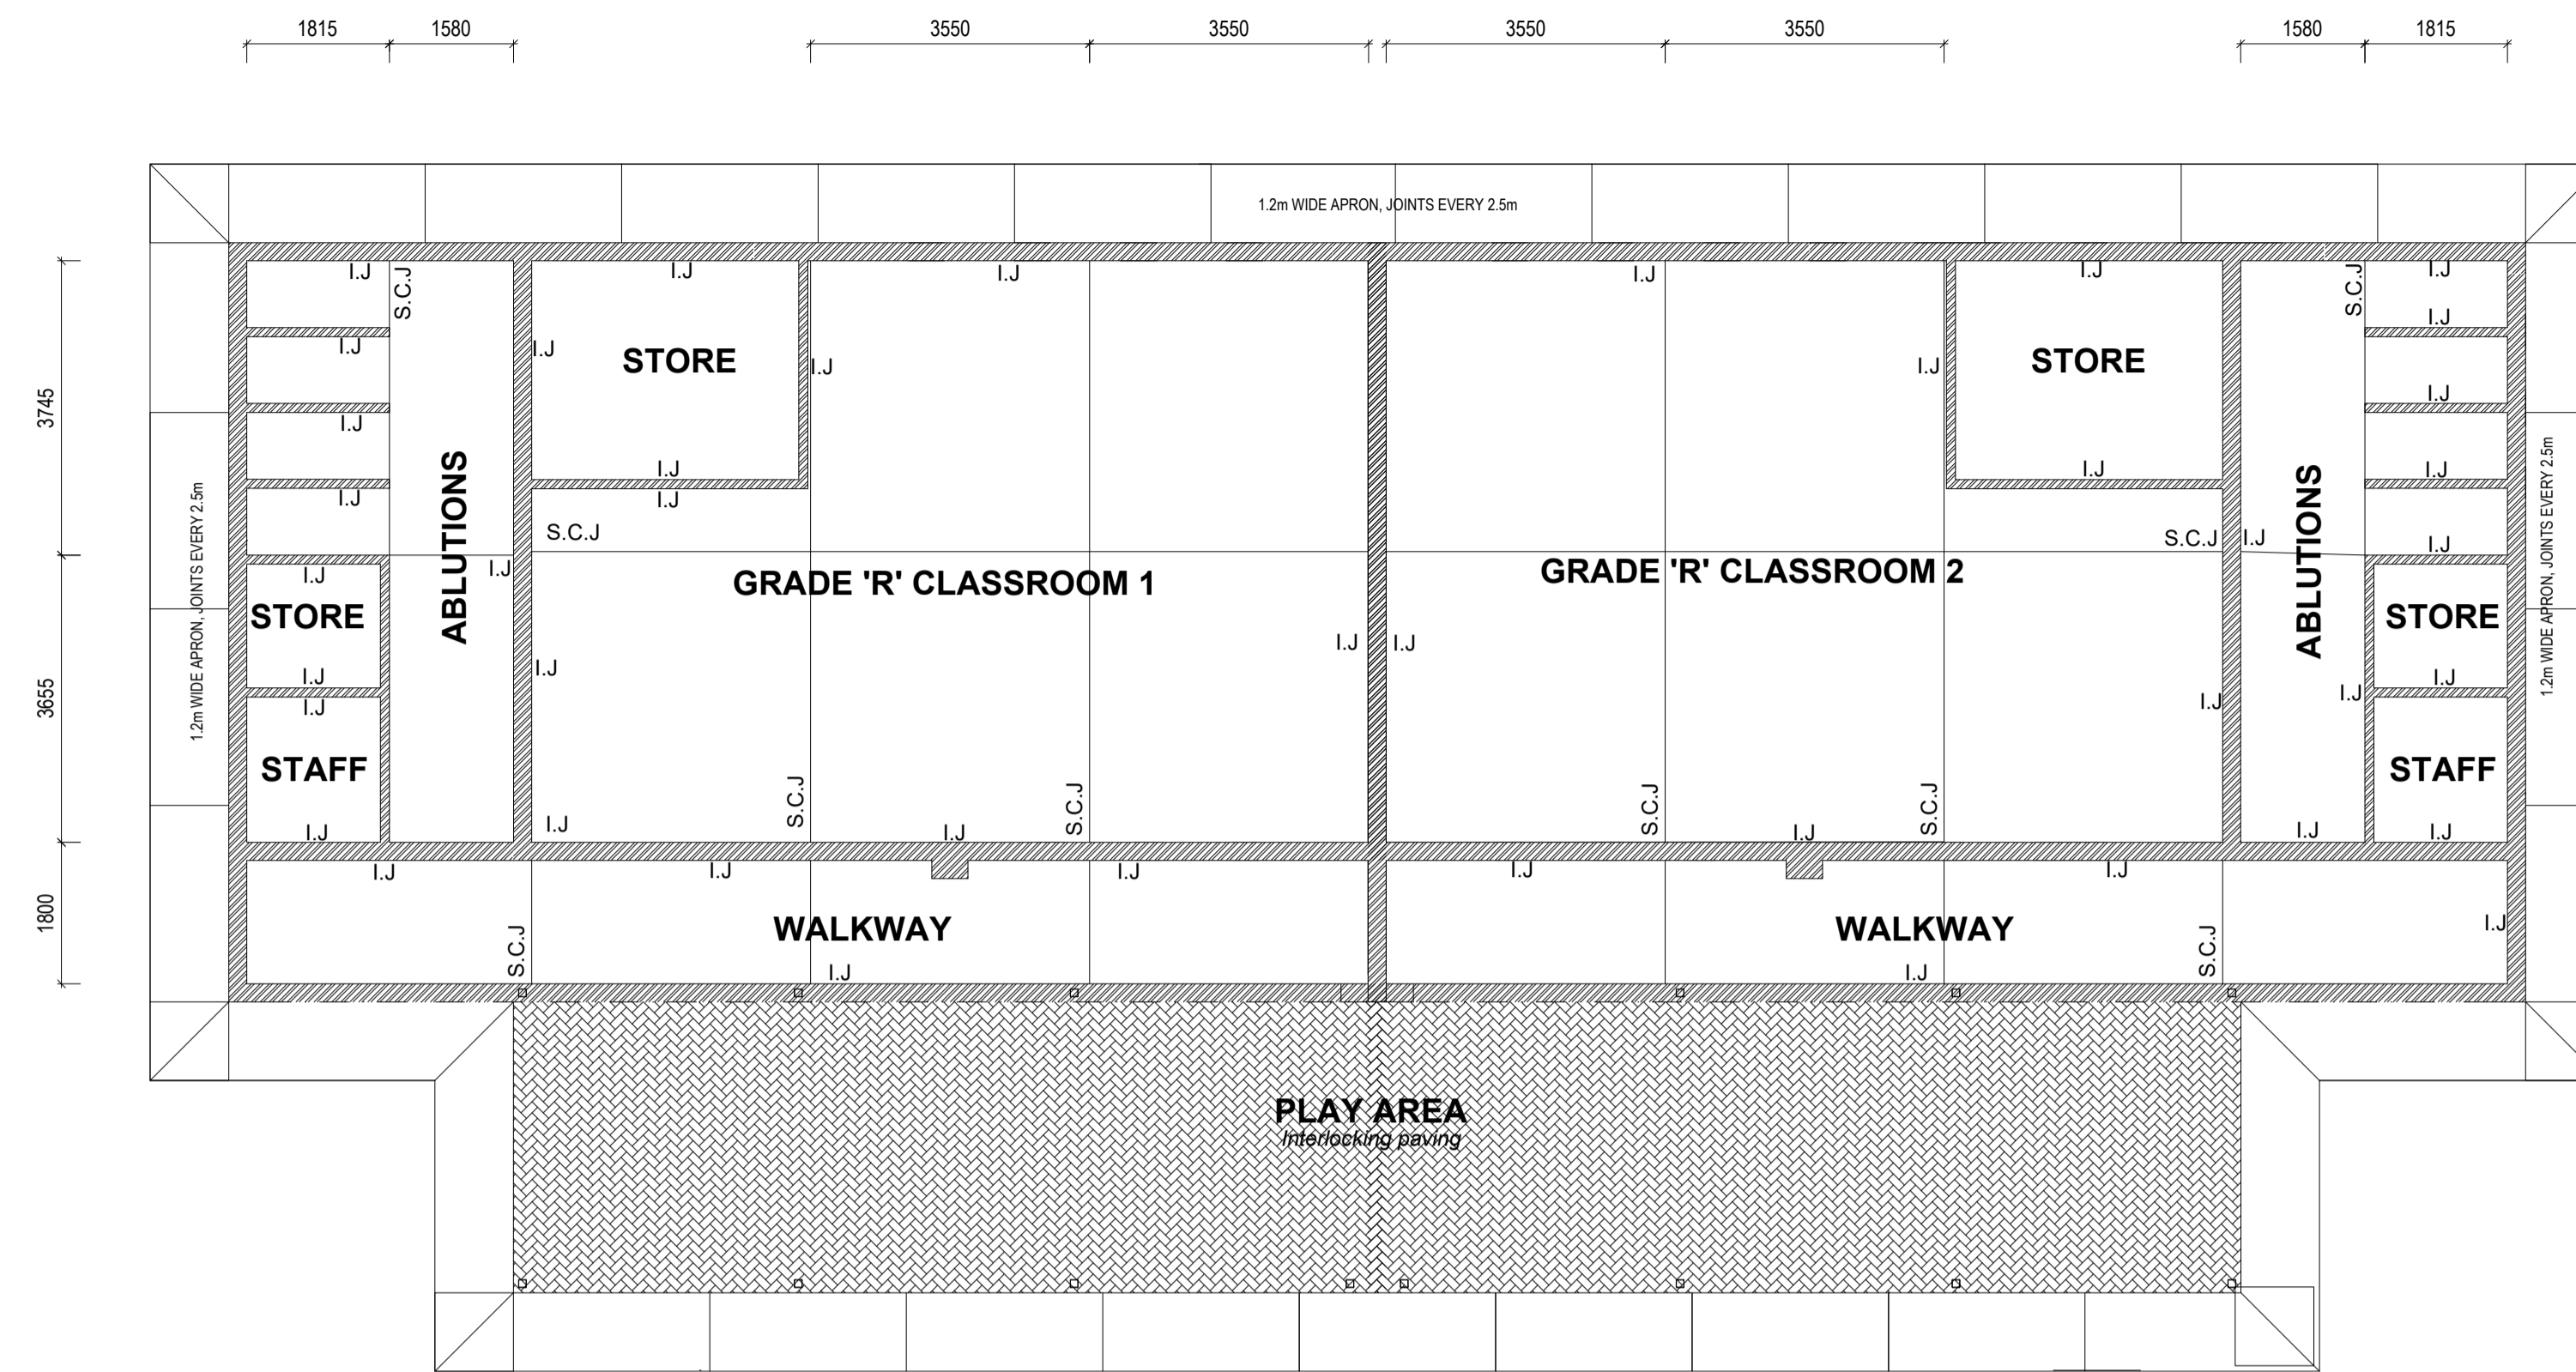 1815 1580 3550 3550 3550 3550 1580 1815
1.2m WIDE APRON, JOINTS EVERY 2.5m
I.J S.C.J I.J I.J I.J I.J S.C.J I.J
I.J
I.J I.J I.J
STORE STORE
I.J I.J
I.J I.J
3745
I.J I.J I.J I.J
I.J I.J
S.C.J S.C.J I.J I.J
ABLUTIONS ABLUTIONS
1.2m WIDE APRON, JOINTS EVERY 2.5m
1.2m WIDE APRON, JOINTS EVERY 2.5m
I.J I.J
GRADE 'R' CLASSROOM 1 GRADE 'R' CLASSROOM 2
STORE STORE
I.J I.J
I.J I.J I.J
3655
I.J I.J I.J
STAFF STAFF
S.C.J S.C.J S.C.J S.C.J
I.J I.J I.J I.J I.J I.J
I.J I.J I.J I.J I.J
1800
S.C.J WALKWAY WALKWAY S.C.J I.J
I.J I.J
PLAY AREA
Interlocking paving